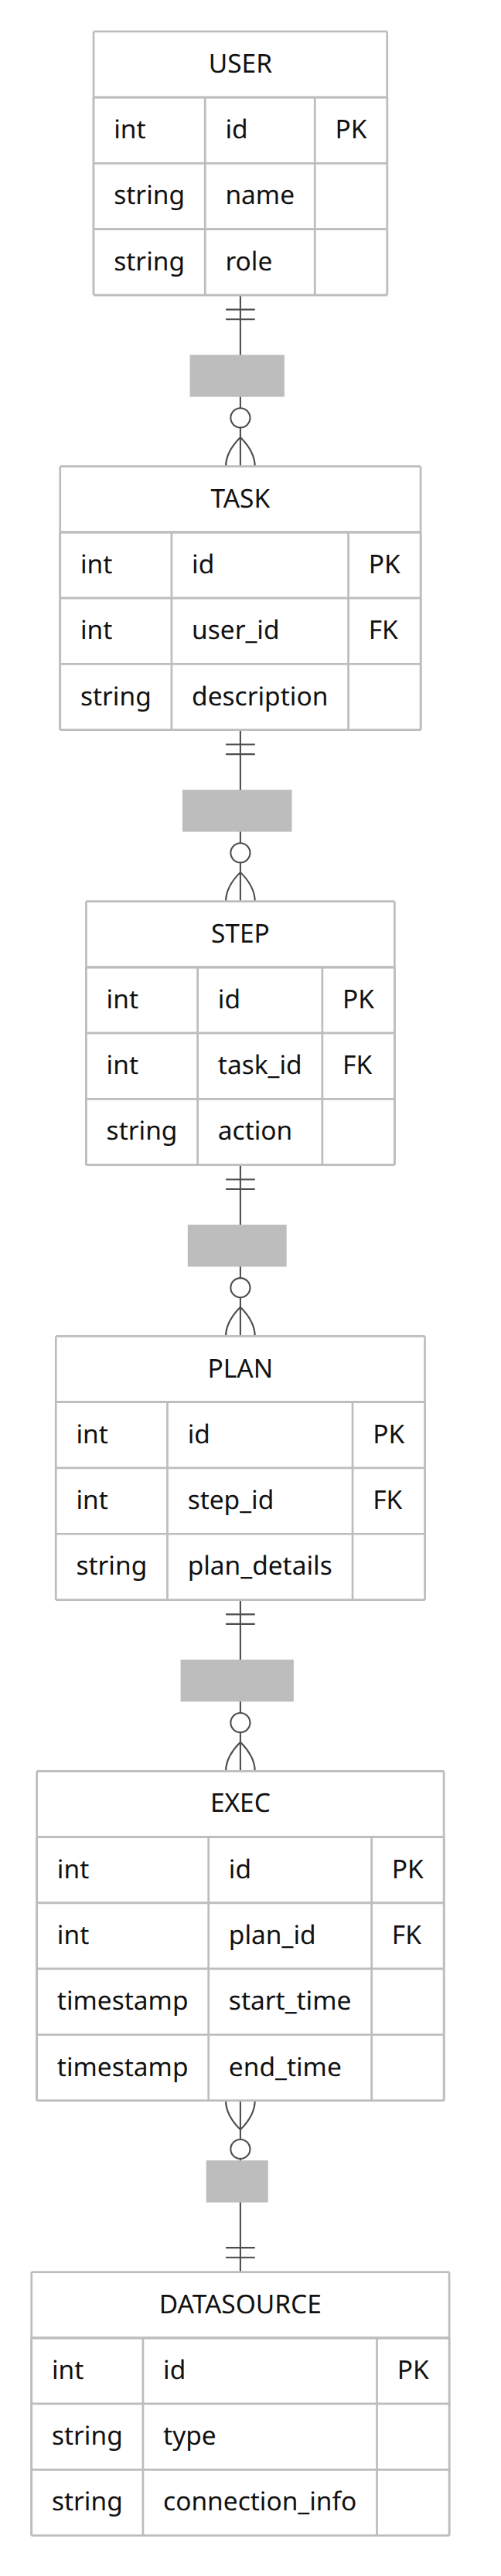 USER
int id PK
string name
string role
TASK
int id PK
int user_id FK
string description
STEP
int id PK
int task_id FK
string action
PLAN
int id PK
int step_id FK
string plan_details
EXEC
int id PK
int plan_id FK
timestamp start_time
timestamp end_time
DATASOURCE
int id PK
string type
string connection_info